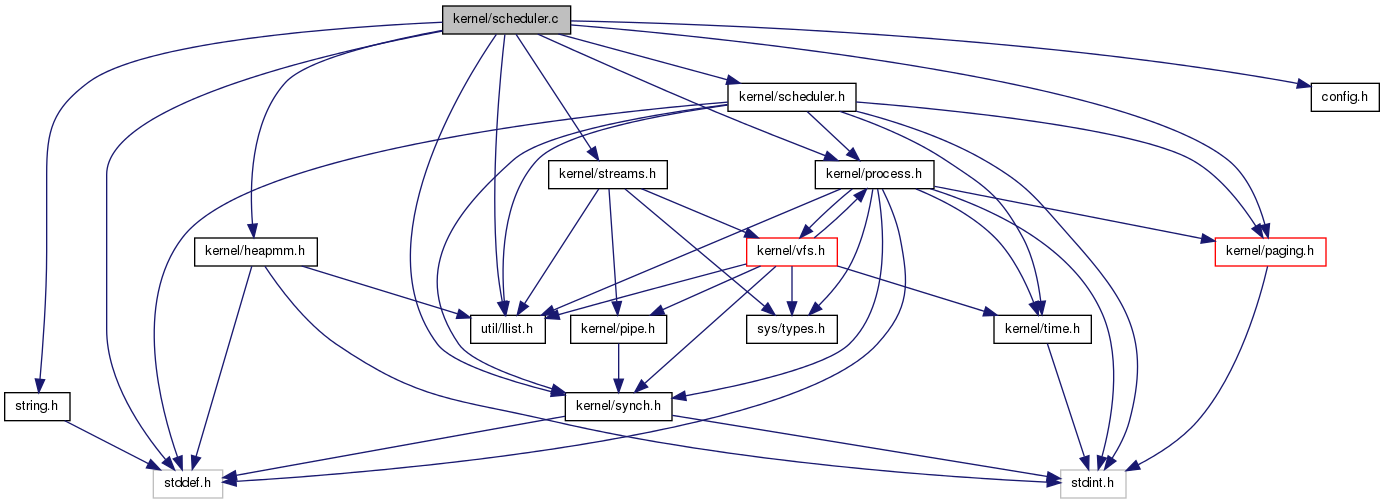 kernel/scheduler.c
kernel/scheduler.h
config.h
kernel/streams.h
kernel/process.h
kernel/heapmm.h
kernel/vfs.h
kernel/paging.h
util/llist.h
kernel/pipe.h
sys/types.h
kernel/time.h
string.h
kernel/synch.h
stddef.h
stdint.h